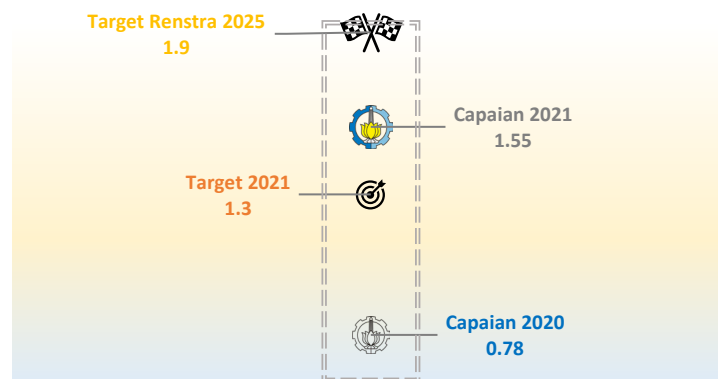 Target Renstra 2025
1.9
Capaian 2021
1.55
Target 2021
1.3
Capaian 2020
0.78